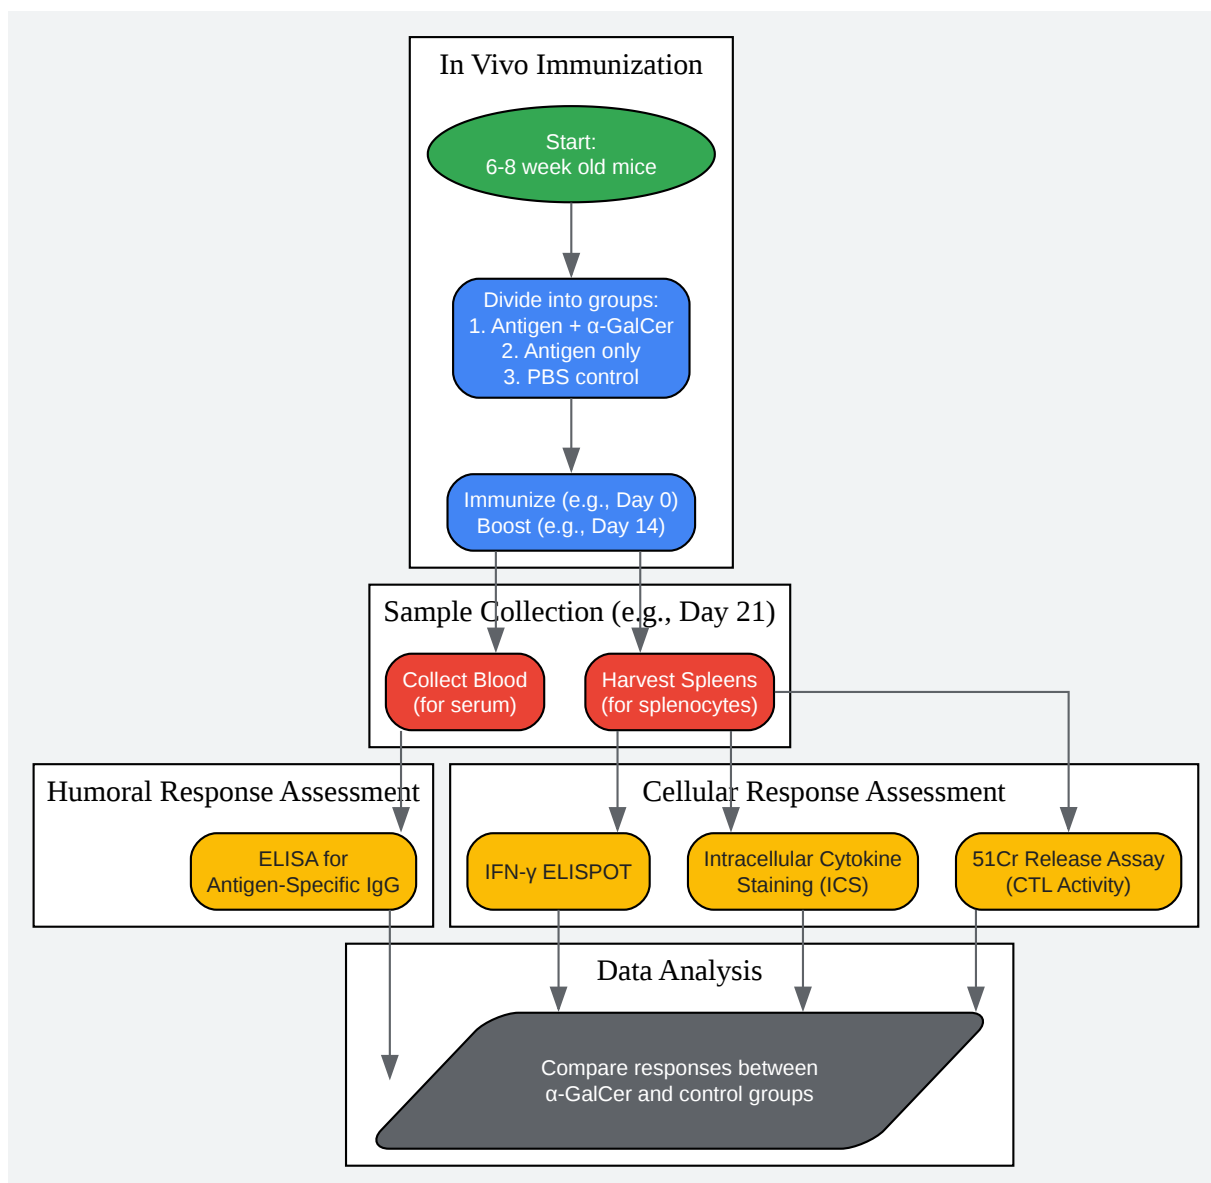 In Vivo Immunization
Start:
6-8 week old mice
Divide into groups:
1. Antigen + α-GalCer
2. Antigen only
3. PBS control
Immunize (e.g., Day 0)
Boost (e.g., Day 14)
Sample Collection (e.g., Day 21)
Collect Blood
(for serum)
Harvest Spleens
(for splenocytes)
Humoral Response Assessment
Cellular Response Assessment
ELISA for
Antigen-Specific IgG
IFN-γ ELISPOT
Intracellular Cytokine
Staining (ICS)
51Cr Release Assay
(CTL Activity)
Data Analysis
Compare responses between
α-GalCer and control groups